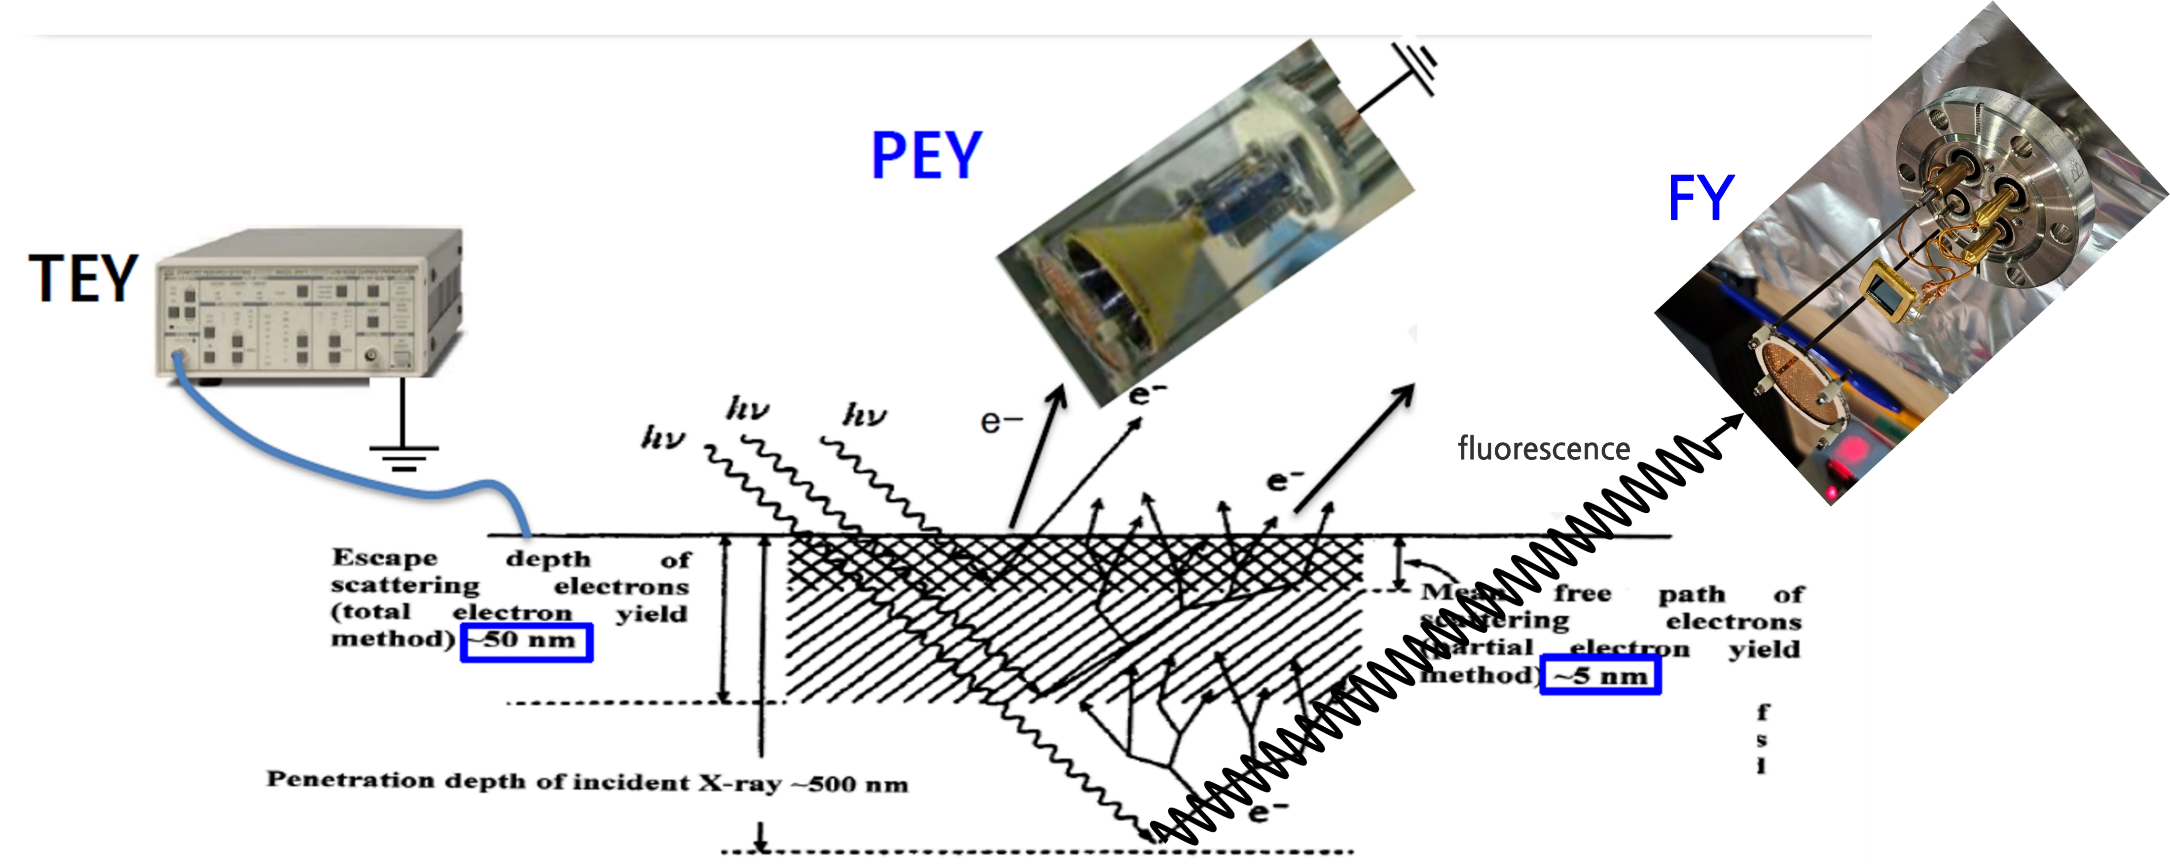 PEY
FY
TEY
hν
hν
hν
e−
e−
e−
fluorescence
Escape depth of
scattering electrons
(total electron yield
method) ~50 nm
Mean free path of
scattering electrons
(partial electron yield
method) ~5 nm
f
s
l
Penetration depth of incident X-ray ~500 nm
e−